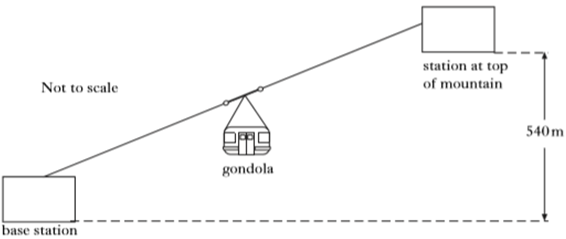 station at top
of mountain
Not to scale
540 m
gondola
base station